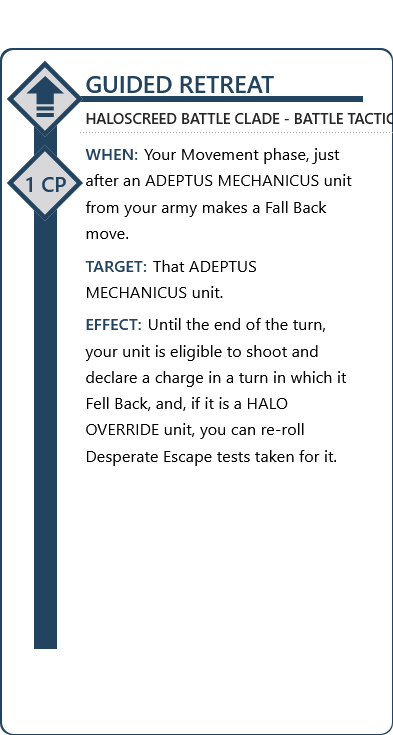 GUIDED RETREAT
HALOSCREED BATTLE CLADE - BATTLE TACTIC
1 CP
WHEN: Your Movement phase, just
after an ADEPTUS MECHANICUS unit
from your army makes a Fall Back
move.
TARGET: That ADEPTUS
MECHANICUS unit.
EFFECT: Until the end of the turn,
your unit is eligible to shoot and
declare a charge in a turn in which it
Fell Back, and, if it is a HALO
OVERRIDE unit, you can re-roll
Desperate Escape tests taken for it.